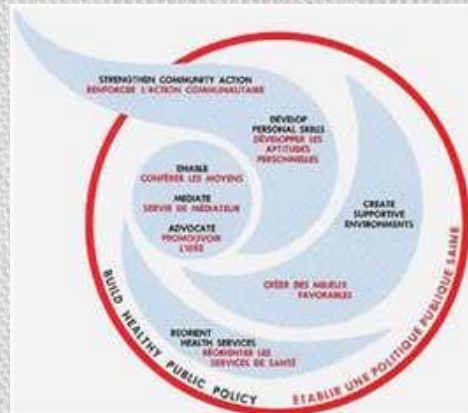 STRENGTHEN COMMUNITY ACTION
RENFORCER L'ACTION COMMUNAUTAIRE
DEVELOP
PERSONAL SKILLS
DÉVELOPPER LES
APTITUDES
PERSONNELLES
ENABLE
CONFÉRER LES MOYENS
MEDIATE
SERVIR DE MÉDIATEUR
ADVOCATE
PROMOUVOIR
L'IDÉE
CREATE
SUPPORTIVE
ENVIRONMENTS
CRÉER DES MILIEUX
FAVORABLES
REORIENT
HEALTH SERVICES
RÉORIENTER LES
SERVICES DE SANTÉ
BUILD HEALTHY PUBLIC POLICY
ÉTABLIR UNE POLITIQUE PUBLIQUE SAINE